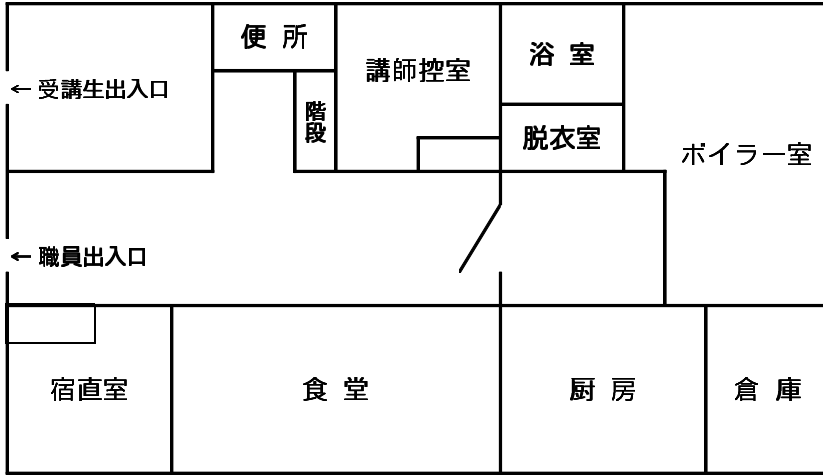 便 所
浴 室
講師控室
← 受講生出入口
階段
脱衣室
ボイラー室
← 職員出入口
宿直室
食 堂
厨 房
倉 庫